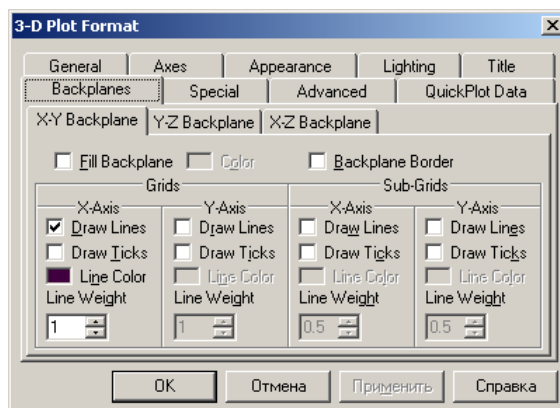 3-D Plot Format
General Axes Appearance Lighting Title
Backplanes Special Advanced QuickPlot Data
X-Y Backplane Y-Z Backplane X-Z Backplane
Fill Backplane Color Backplane Border
Grids Sub-Grids
X-Axis Y-Axis X-Axis Y-Axis
Draw Lines Draw Lines Draw Lines Draw Lines
Draw Ticks Draw Ticks Draw Ticks Draw Ticks
Line Color Line Color Line Color Line Color
Line Weight Line Weight Line Weight Line Weight
1 1 0.5 0.5
OK Отмена Применить Справка